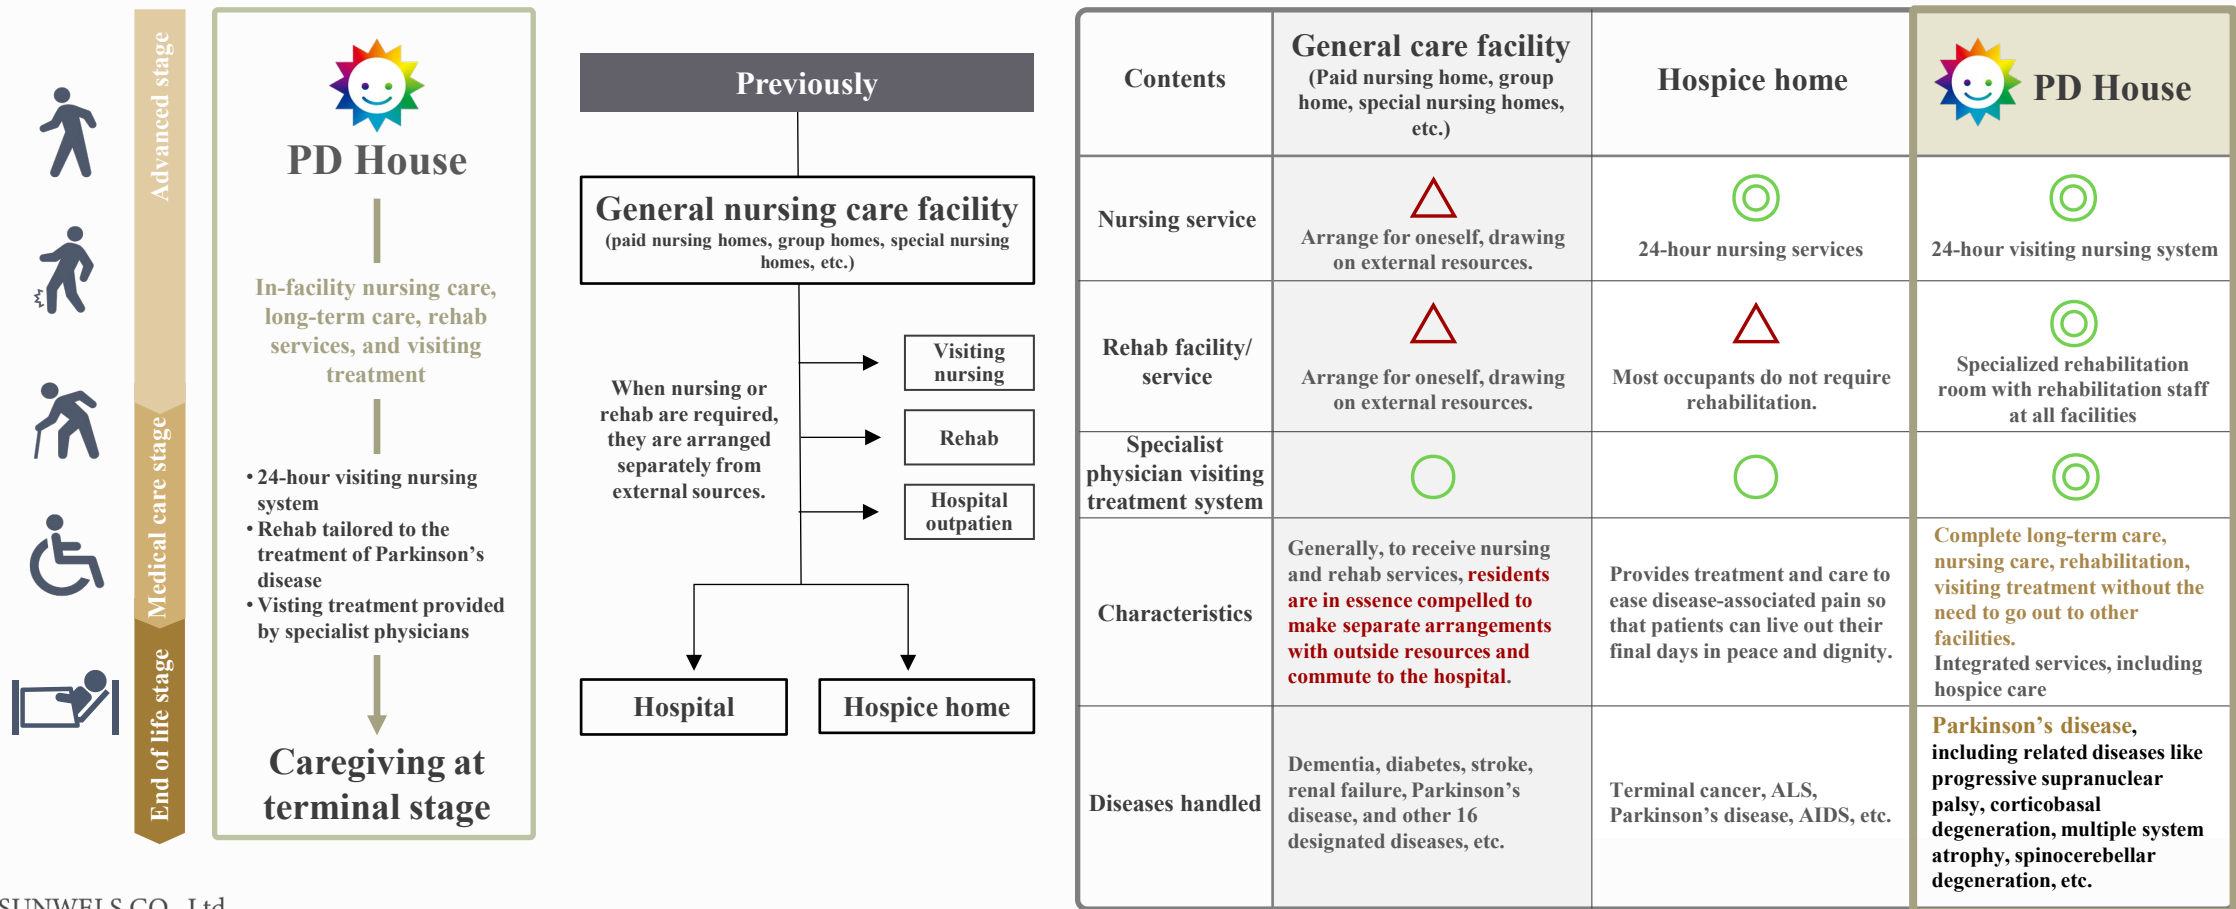 Advanced stage
Medical care stage
End of life stage
PD House
In-facility nursing care,
long-term care, rehab
services, and visiting
treatment
• 24-hour visiting nursing
system
• Rehab tailored to the
treatment of Parkinson's
disease
• Visting treatment provided
by specialist physicians
Caregiving at
terminal stage
Previously
General nursing care facility
(paid nursing homes, group homes, special nursing
homes, etc.)
When nursing or
rehab are required,
they are arranged
separately from
external sources.
Visiting
nursing
Rehab
Hospital
outpatien
Hospital
Hospice home
Contents
General care facility
(Paid nursing home, group
home, special nursing homes,
etc.)
Hospice home
PD House
Nursing service
Arrange for oneself, drawing
on external resources.
24-hour nursing services
24-hour visiting nursing system
Rehab facility/
service
Arrange for oneself, drawing
on external resources.
Most occupants do not require
rehabilitation.
Specialized rehabilitation
room with rehabilitation staff
at all facilities
Specialist
physician visiting
treatment system
Characteristics
Generally, to receive nursing
and rehab services, residents
are in essence compelled to
make separate arrangements
with outside resources and
commute to the hospital.
Provides treatment and care to
ease disease-associated pain so
that patients can live out their
final days in peace and dignity.
Complete long-term care,
nursing care, rehabilitation,
visiting treatment without the
need to go out to other
facilities.
Integrated services, including
hospice care
Diseases handled
Dementia, diabetes, stroke,
renal failure, Parkinson's
disease, and other 16
designated diseases, etc.
Terminal cancer, ALS,
Parkinson's disease, AIDS, etc.
Parkinson's disease,
including related diseases like
progressive supranuclear
palsy, corticobasal
degeneration, multiple system
atrophy, spinocerebellar
degeneration, etc.
SUNWELS CO., Ltd.